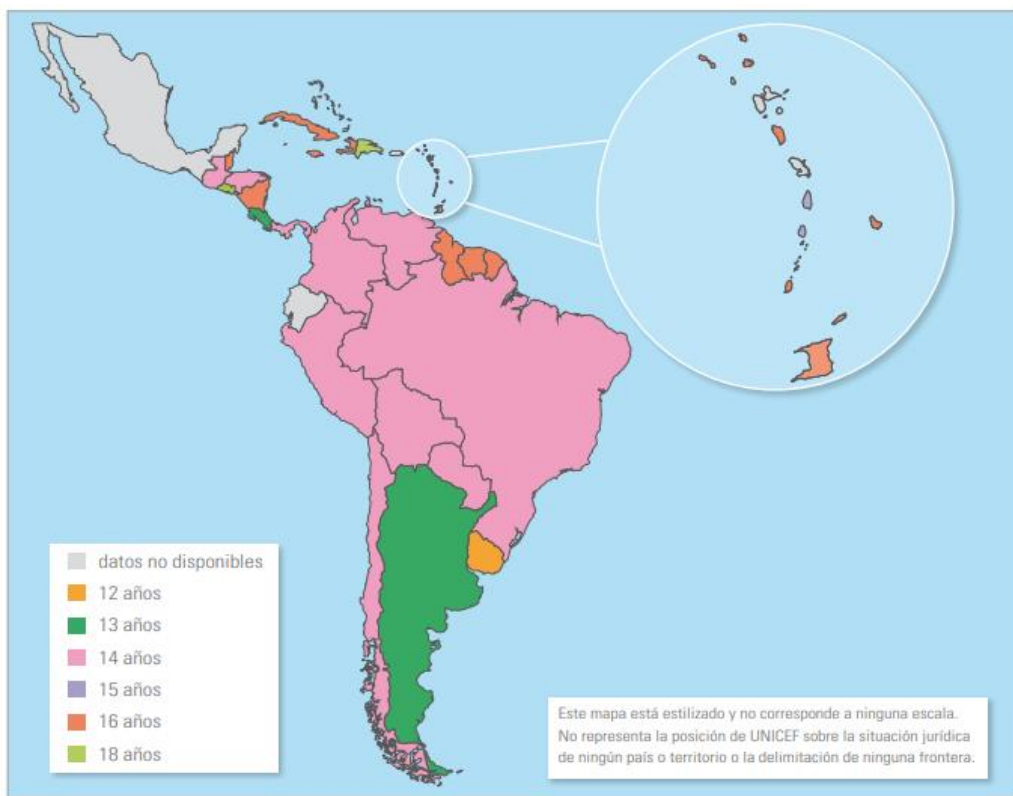 datos no disponibles
12 años
13 años
14 años
15 años
16 años
18 años
Este mapa está estilizado y no corresponde a ninguna escala.
No representa la posición de UNICEF sobre la situación jurídica
de ningún país o territorio o la delimitación de ninguna frontera.